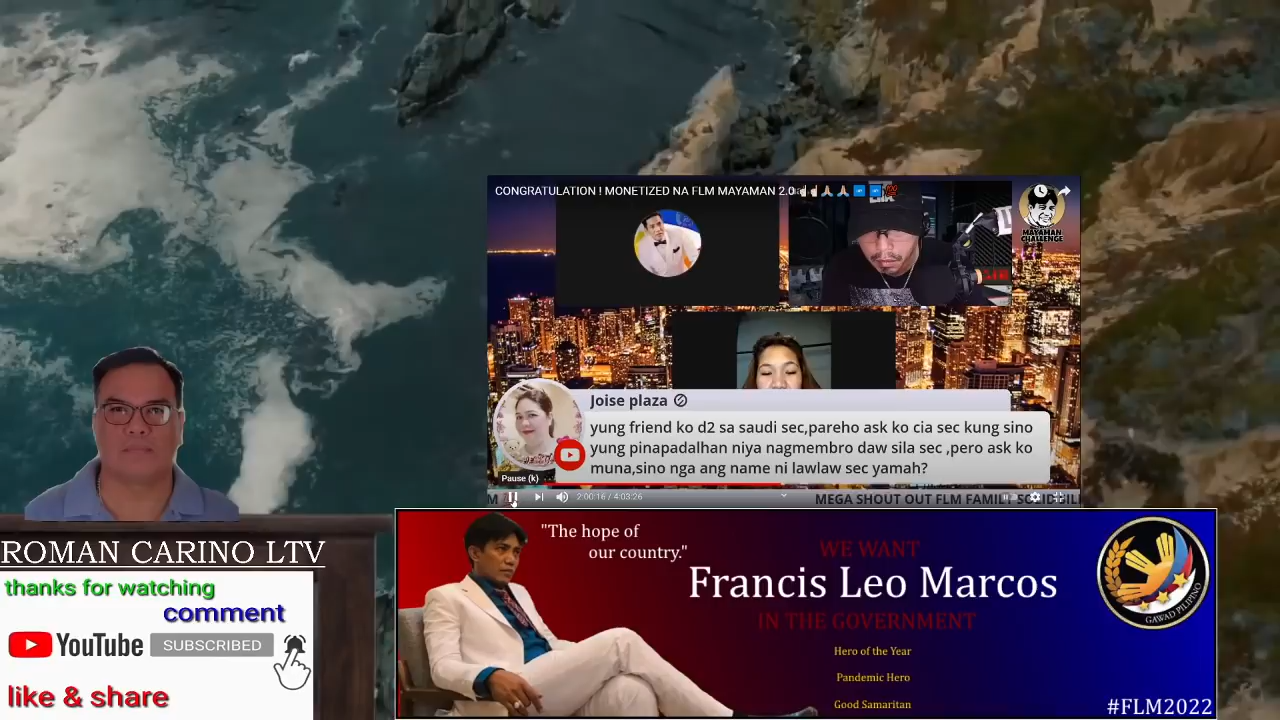 CONGRATULATION ! MONETIZED NA FLM MAYAMAN 2.0
MAYAMAN
CHALLENGE
Joise plaza
yung friend ko d2 sa saudi sec,pareho ask ko cia sec kung sino
yung pinapadalhan niya nagmembro daw sila sec ,pero ask ko
muna,sino nga ang name ni lawlaw sec yamah?
Pause (k)
2:00:16 / 4:03:26
MEGA SHOUT OUT FLM FAMILY SOLID
ROMAN CARINO LTV
thanks for watching
comment
YouTube SUBSCRIBED
like & share
"The hope of
our country."
WE WANT
Francis Leo Marcos
IN THE GOVERNMENT
Hero of the Year
Pandemic Hero
Good Samaritan
GAWAD PILIPINO
#FLM2022